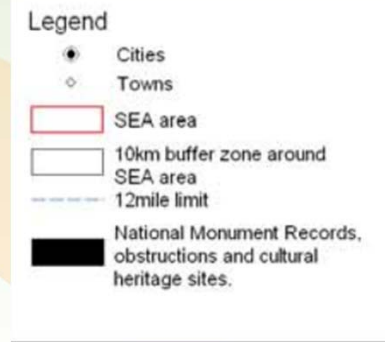 Legend
Cities
Towns
SEA area
10km buffer zone around
SEA area
12mile limit
National Monument Records,
obstructions and cultural
heritage sites.